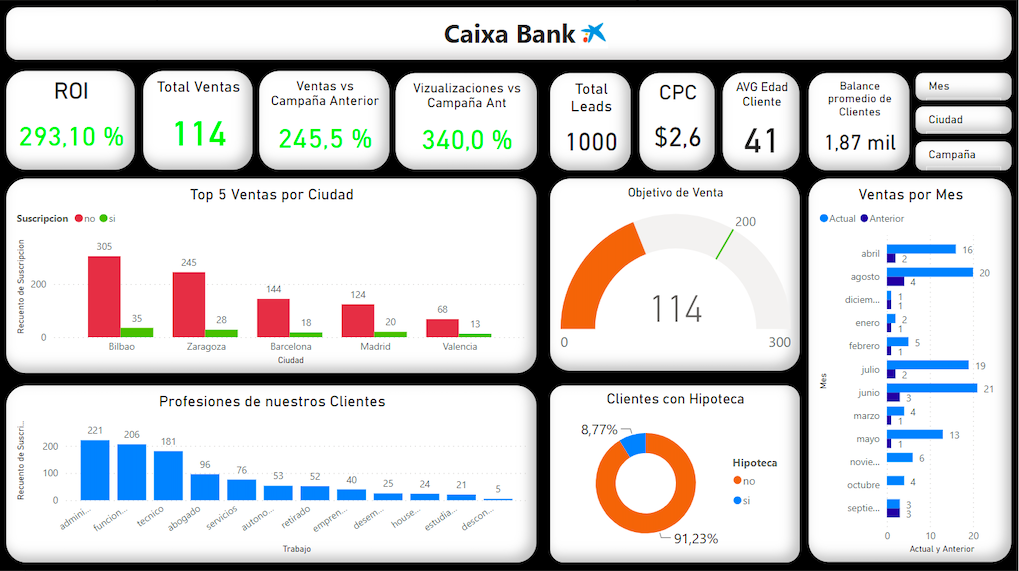 Caixa Bank
ROI
293,10 %
Total Ventas
114
Ventas vs
Campaña Anterior
245,5 %
Vizualizaciones vs
Campaña Ant
340,0 %
Total
Leads
1000
CPC
$2,6
AVG Edad
Cliente
41
Balance
promedio de
Clientes
1,87 mil
Mes
Ciudad
Campaña
Top 5 Ventas por Ciudad
Suscripcion no si
Recuento de Suscripcion
200
0
305
35
245
28
144
18
124
20
68
13
Bilbao
Zaragoza
Barcelona
Madrid
Valencia
Ciudad
Objetivo de Venta
200
114
0
300
Ventas por Mes
Actual Anterior
Mes
abril 16
2
agosto 20
4
diciem... 1
1
enero 2
1
febrero 5
1
julio 19
2
junio 21
3
marzo 4
1
mayo 13
1
novie... 6
octubre 4
septie... 3
3
0 10 20
Actual y Anterior
Profesiones de nuestros Clientes
Recuento de Suscri...
200
100
0
221
206
181
96
76
53
52
40
25
24
21
5
admini...
funcion...
tecnico
abogado
servicios
autono...
retirado
empren...
desem...
house...
estudia...
descon...
Trabajo
Clientes con Hipoteca
8,77%
91,23%
Hipoteca
no
si